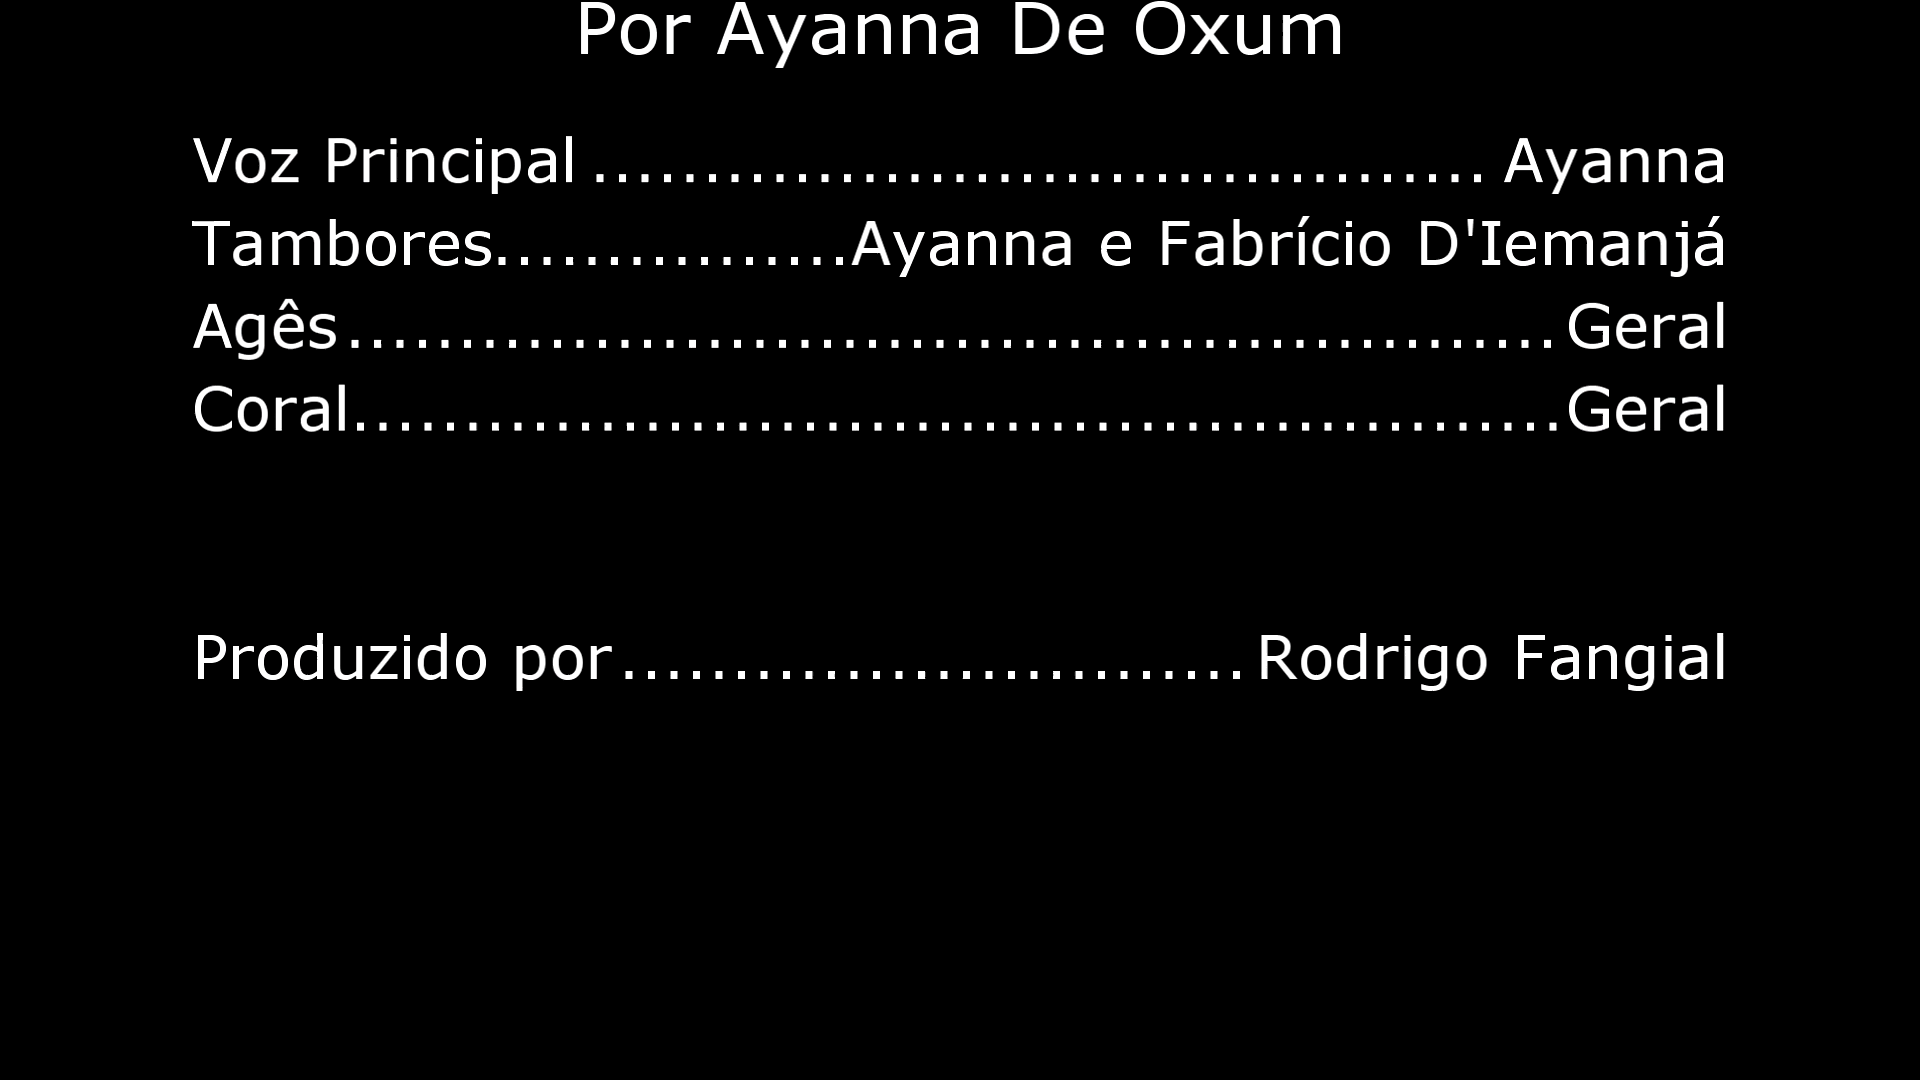 Por Ayanna De Oxum
Voz Principal ........................................ Ayanna
Tambores................Ayanna e Fabrício D'Iemanjá
Agês...................................................... Geral
Coral......................................................Geral
Produzido por............................ Rodrigo Fangial